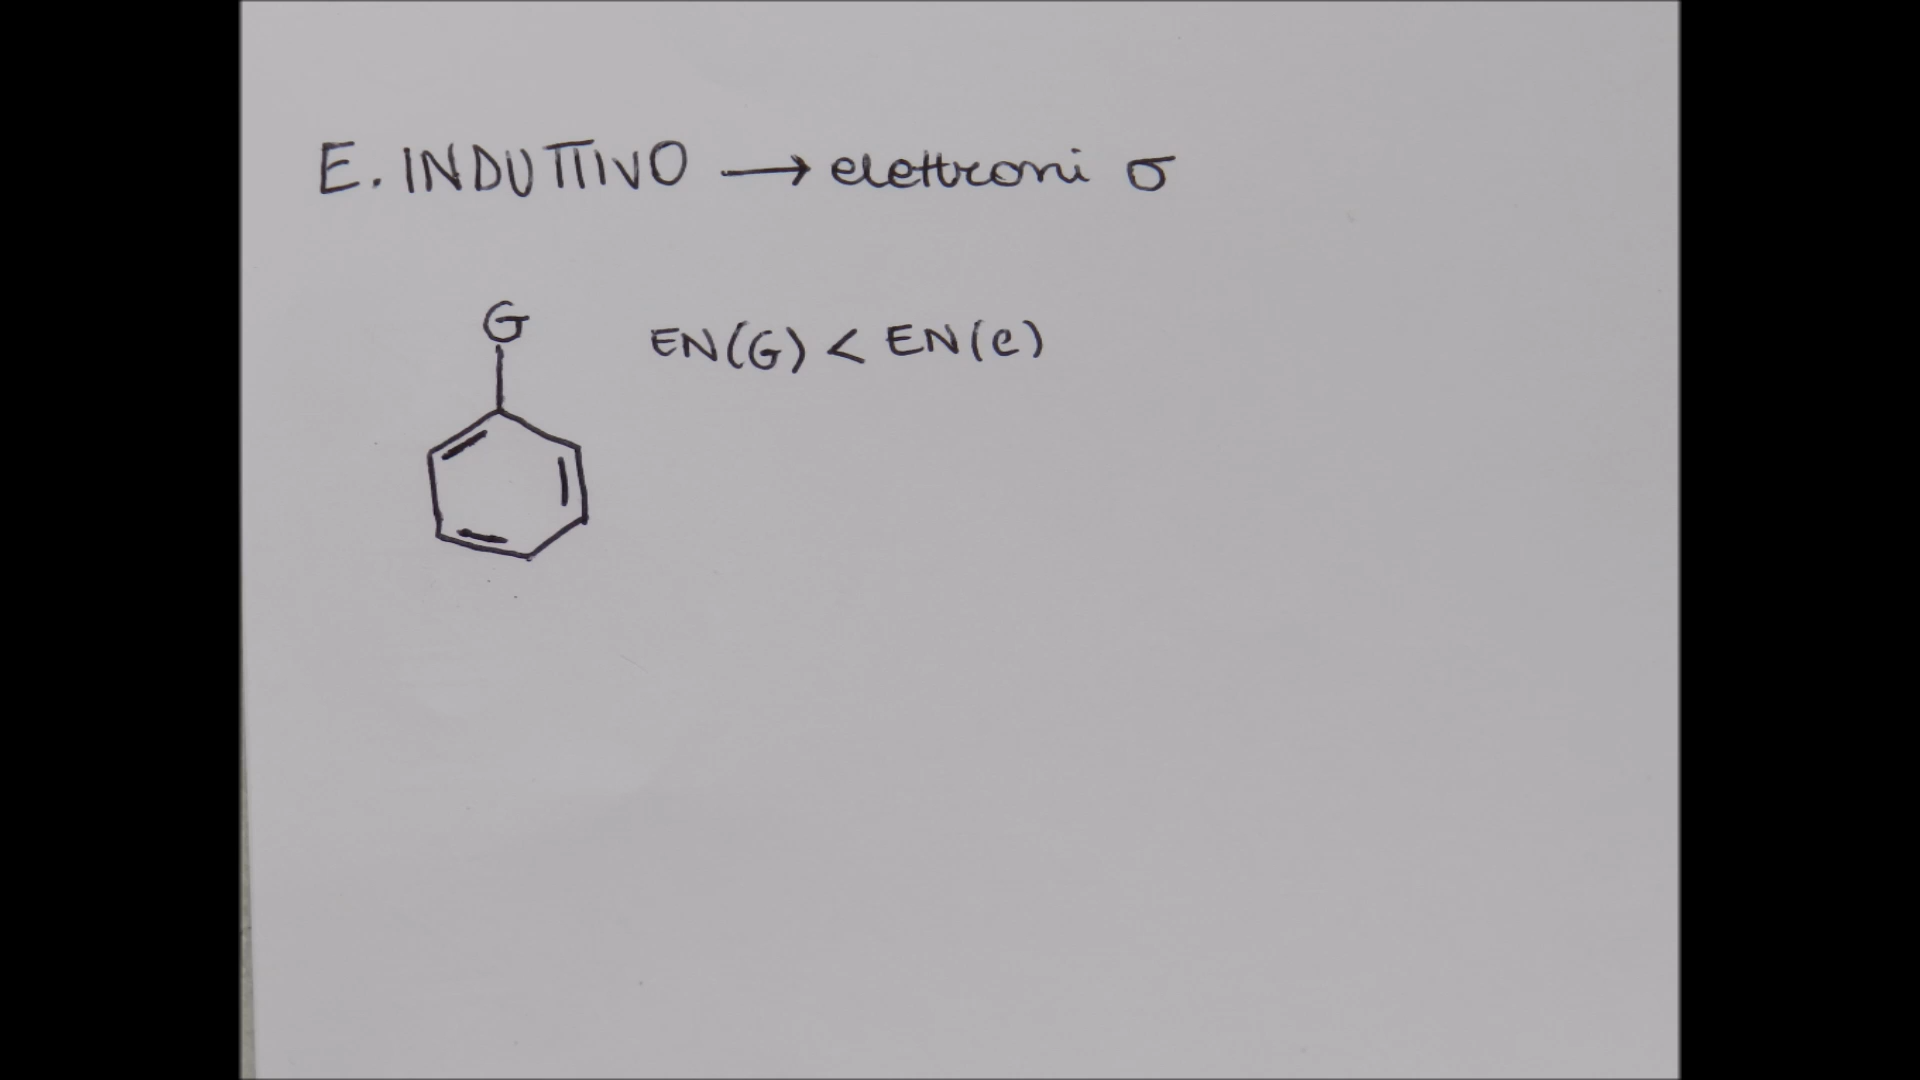 E. INDUTTIVO → elettroni σ
G
EN(G) < EN(C)